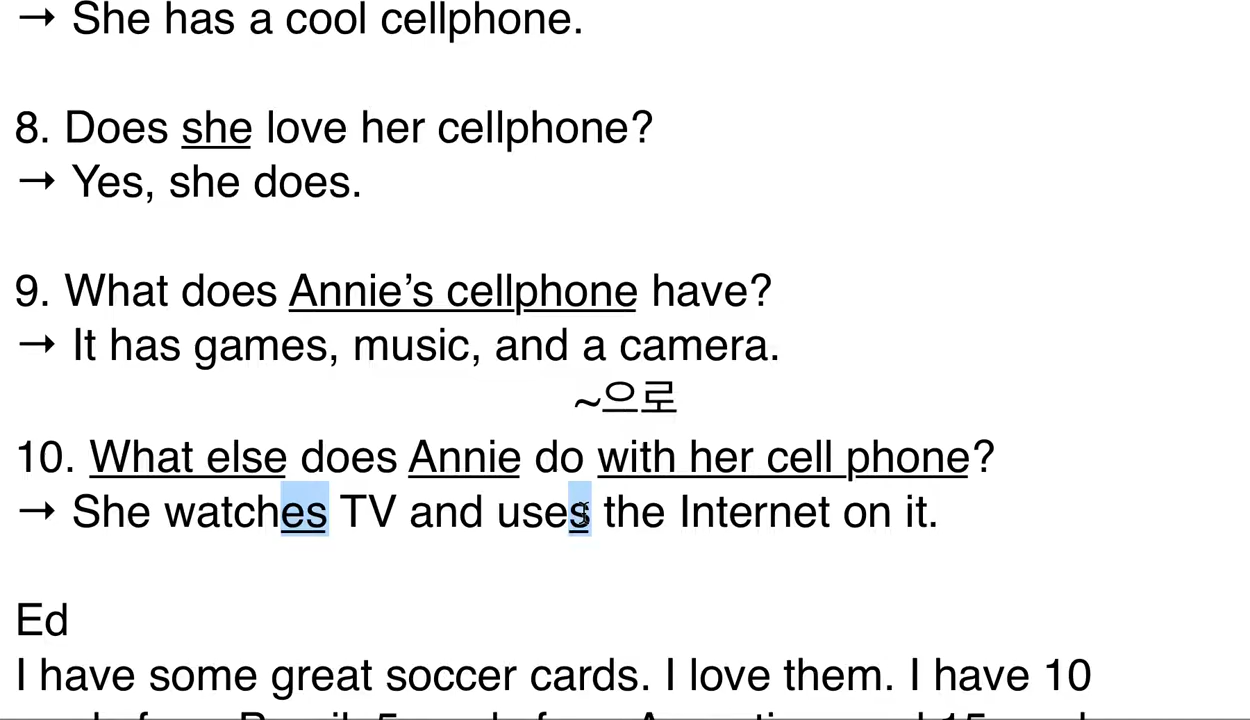 → She has a cool cellphone.
8. Does she love her cellphone?
→ Yes, she does.
9. What does Annie’s cellphone have?
→ It has games, music, and a camera.
~으로
10. What else does Annie do with her cell phone?
→ She watches TV and uses the Internet on it.
Ed
I have some great soccer cards. I love them. I have 10